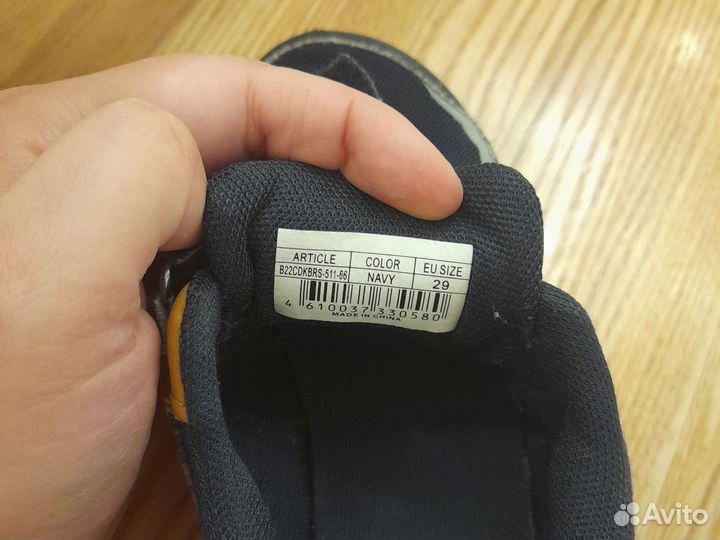 ARTICLE COLOR EU SIZE
B22CDKBRS-511-66 NAVY 29
4 610037 330580
MADE IN CHINA
Avito